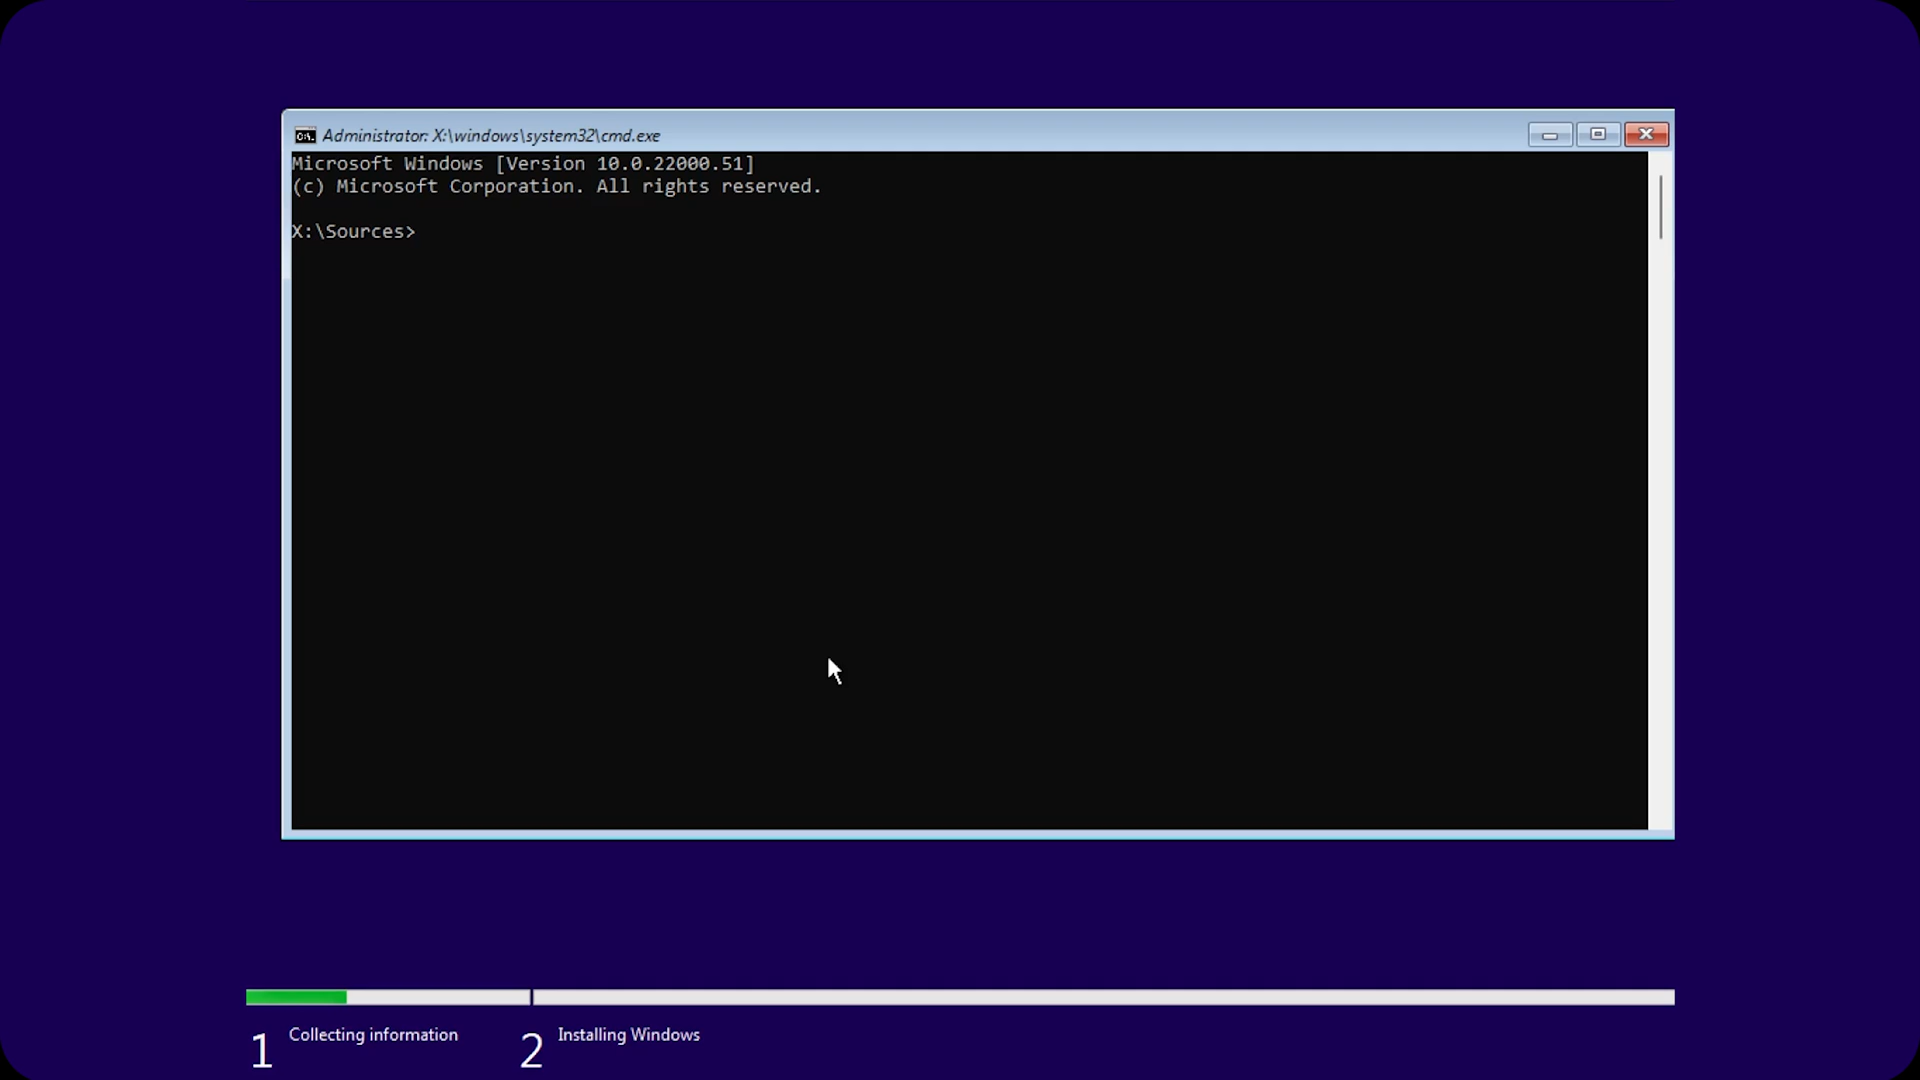 Administrator: X:\windows\system32\cmd.exe
Microsoft Windows [Version 10.0.22000.51]
(c) Microsoft Corporation. All rights reserved.
X:\Sources>
1 Collecting information 2 Installing Windows